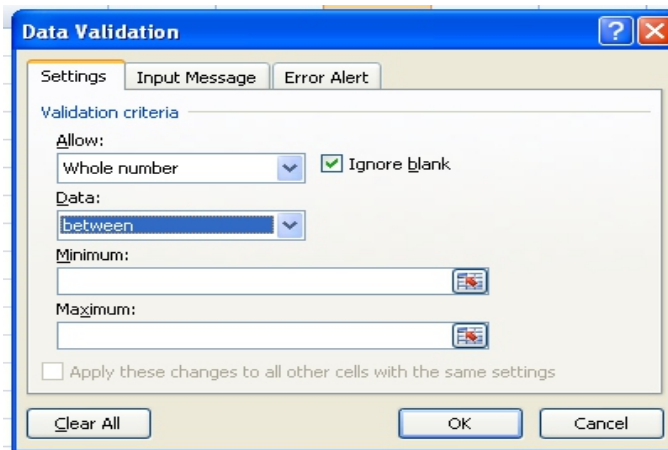 Data Validation
Settings Input Message Error Alert
Validation criteria
Allow:
Whole number Ignore blank
Data:
between
Minimum:
Maximum:
Apply these changes to all other cells with the same settings
Clear All OK Cancel